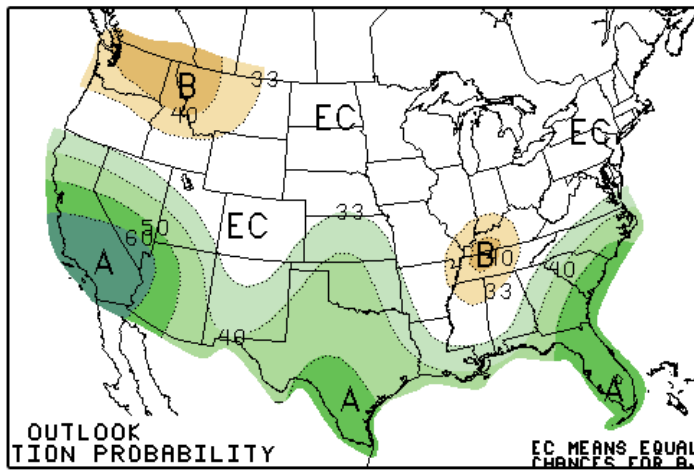 33
B
40
EC
EC
33
50
60
EC
B
40
A
40
33
40
A
A
OUTLOOK
TION PROBABILITY
EC MEANS EQUAL
CHANCES FOR A